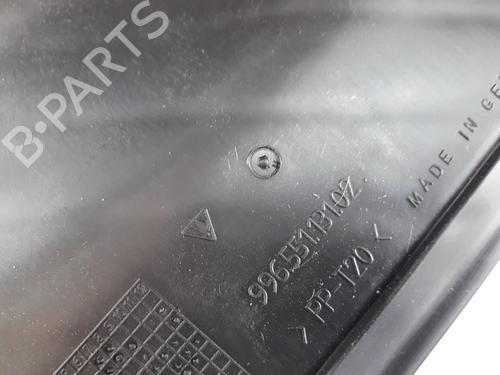 B-PARTS
99655113102
> PP-T20 <
MADE IN GE